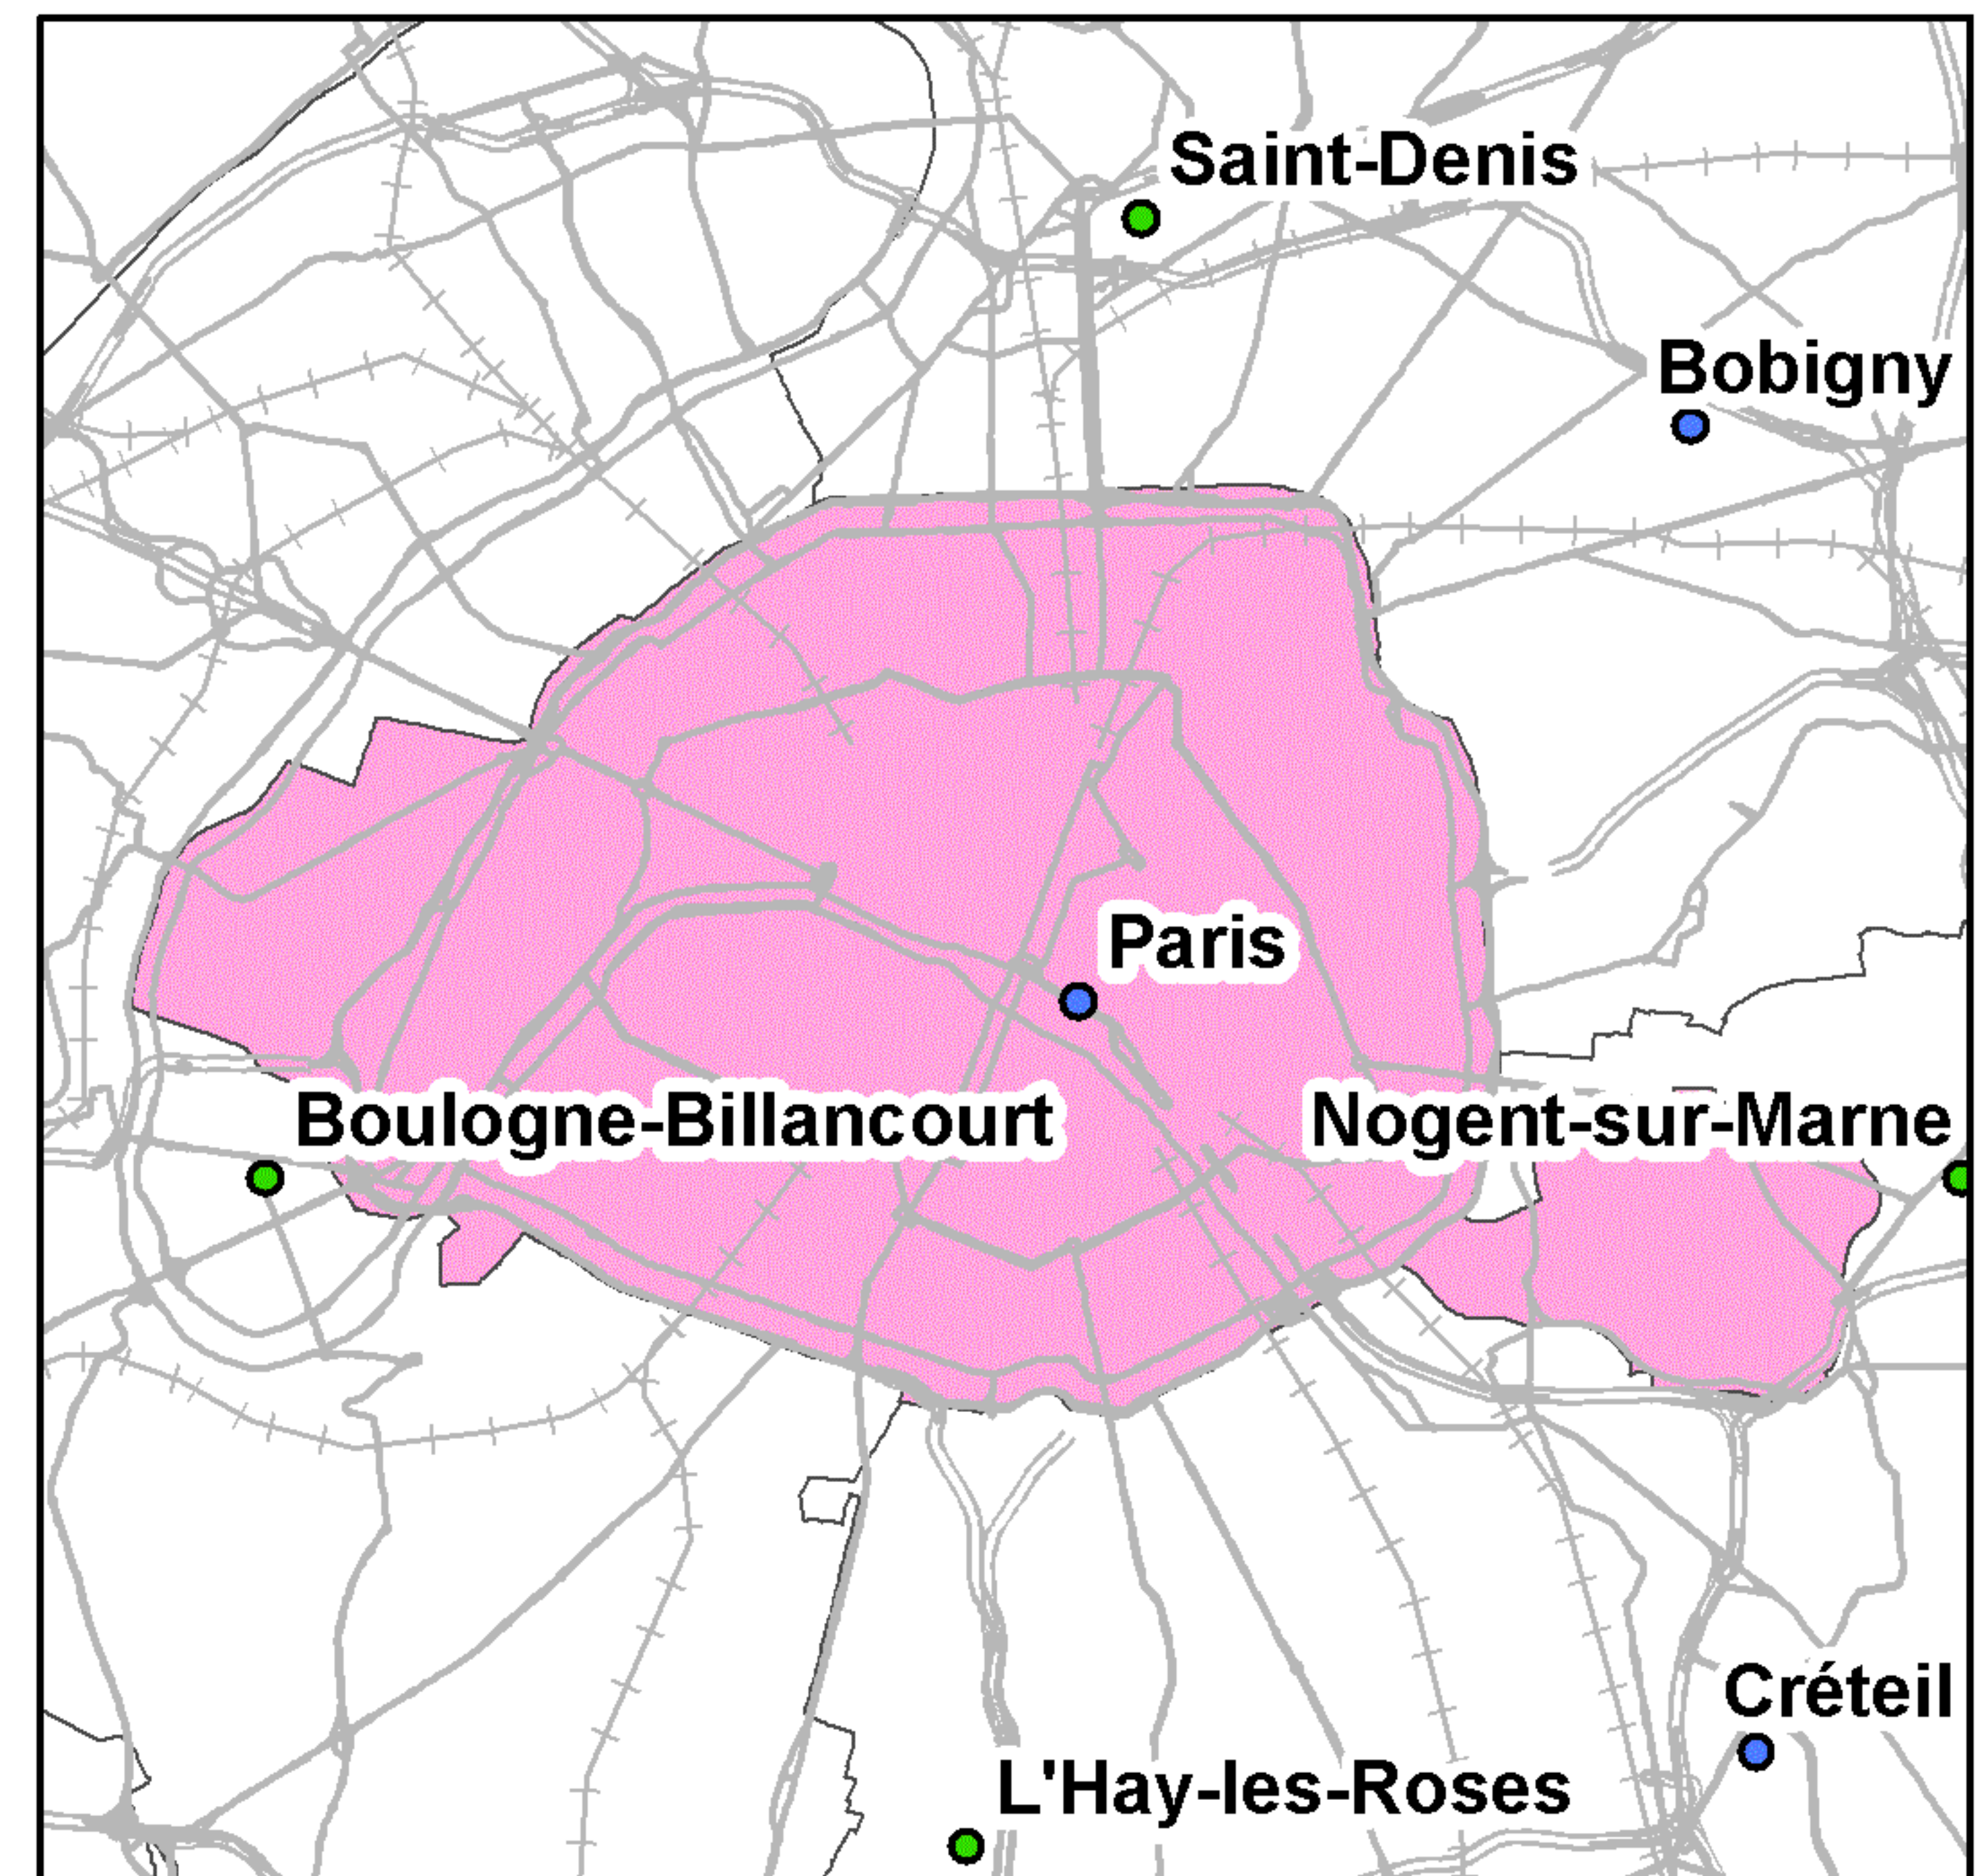 Saint-Denis
Bobigny
Paris
Boulogne-Billancourt
Nogent-sur-Marne
Créteil
L'Hay-les-Roses